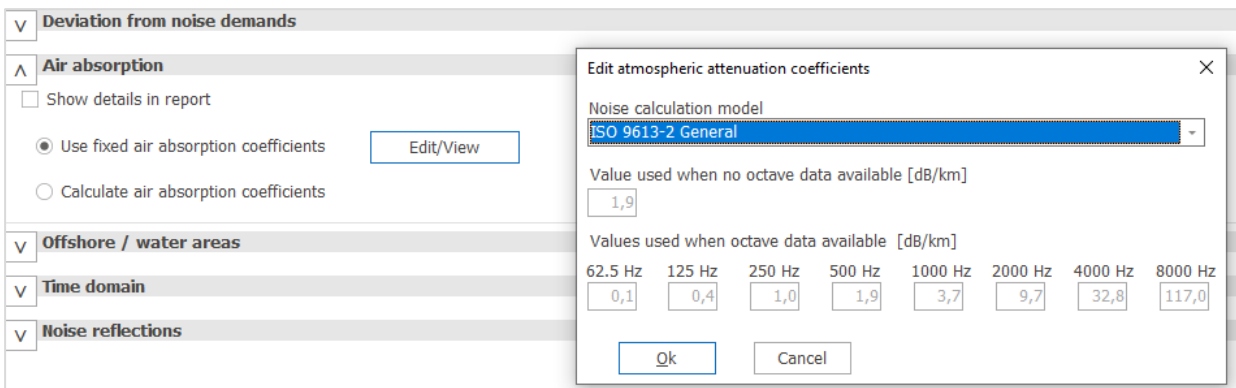 Deviation from noise demands
Air absorption
Show details in report
Use fixed air absorption coefficients
Edit/View
Calculate air absorption coefficients
Offshore / water areas
Time domain
Noise reflections
Edit atmospheric attenuation coefficients
Noise calculation model
ISO 9613-2 General
Value used when no octave data available [dB/km]
1,9
Values used when octave data available [dB/km]
62.5 Hz 125 Hz 250 Hz 500 Hz 1000 Hz 2000 Hz 4000 Hz 8000 Hz
0,1 0,4 1,0 1,9 3,7 9,7 32,8 117,0
Ok Cancel